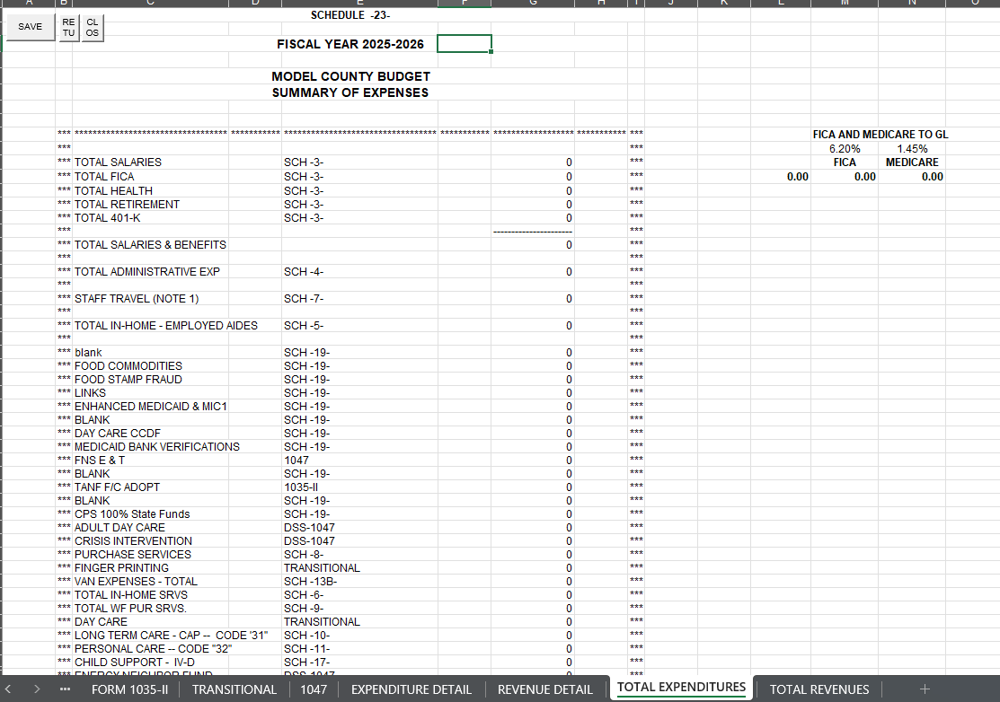 A B C D E F G H I J K L M N O
SCHEDULE -23-
SAVE RE TU CL OS
FISCAL YEAR 2025-2026
MODEL COUNTY BUDGET
SUMMARY OF EXPENSES
*** ********************************** *********** ********************************** *********** ****************** *********** ***
FICA AND MEDICARE TO GL
*** *** 6.20% 1.45%
*** TOTAL SALARIES SCH -3- 0 *** FICA MEDICARE
*** TOTAL FICA SCH -3- 0 *** 0.00 0.00 0.00
*** TOTAL HEALTH SCH -3- 0 ***
*** TOTAL RETIREMENT SCH -3- 0 ***
*** TOTAL 401-K SCH -3- 0 ***
*** --------------------- ***
*** TOTAL SALARIES & BENEFITS 0 ***
*** ***
*** TOTAL ADMINISTRATIVE EXP SCH -4- 0 ***
*** ***
*** STAFF TRAVEL (NOTE 1) SCH -7- 0 ***
*** ***
*** TOTAL IN-HOME - EMPLOYED AIDES SCH -5- 0 ***
*** ***
*** blank SCH -19- 0 ***
*** FOOD COMMODITIES SCH -19- 0 ***
*** FOOD STAMP FRAUD SCH -19- 0 ***
*** LINKS SCH -19- 0 ***
*** ENHANCED MEDICAID & MIC1 SCH -19- 0 ***
*** BLANK SCH -19- 0 ***
*** DAY CARE CCDF SCH -19- 0 ***
*** MEDICAID BANK VERIFICATIONS SCH -19- 0 ***
*** FNS E & T 1047 0 ***
*** BLANK SCH -19- 0 ***
*** TANF F/C ADOPT 1035-II 0 ***
*** BLANK SCH -19- 0 ***
*** CPS 100% State Funds SCH -19- 0 ***
*** ADULT DAY CARE DSS-1047 0 ***
*** CRISIS INTERVENTION DSS-1047 0 ***
*** PURCHASE SERVICES SCH -8- 0 ***
*** FINGER PRINTING TRANSITIONAL 0 ***
*** VAN EXPENSES - TOTAL SCH -13B- 0 ***
*** TOTAL IN-HOME SRVS SCH -6- 0 ***
*** TOTAL WF PUR SRVS. SCH -9- 0 ***
*** DAY CARE TRANSITIONAL 0 ***
*** LONG TERM CARE - CAP -- CODE '31" SCH -10- 0 ***
*** PERSONAL CARE -- CODE "32" SCH -11- 0 ***
*** CHILD SUPPORT - IV-D SCH -17- 0 ***
*** ENERGY NEIGHBOR FUND DSS-1047 0 ***
< > ... FORM 1035-II TRANSITIONAL 1047 EXPENDITURE DETAIL REVENUE DETAIL TOTAL EXPENDITURES TOTAL REVENUES +